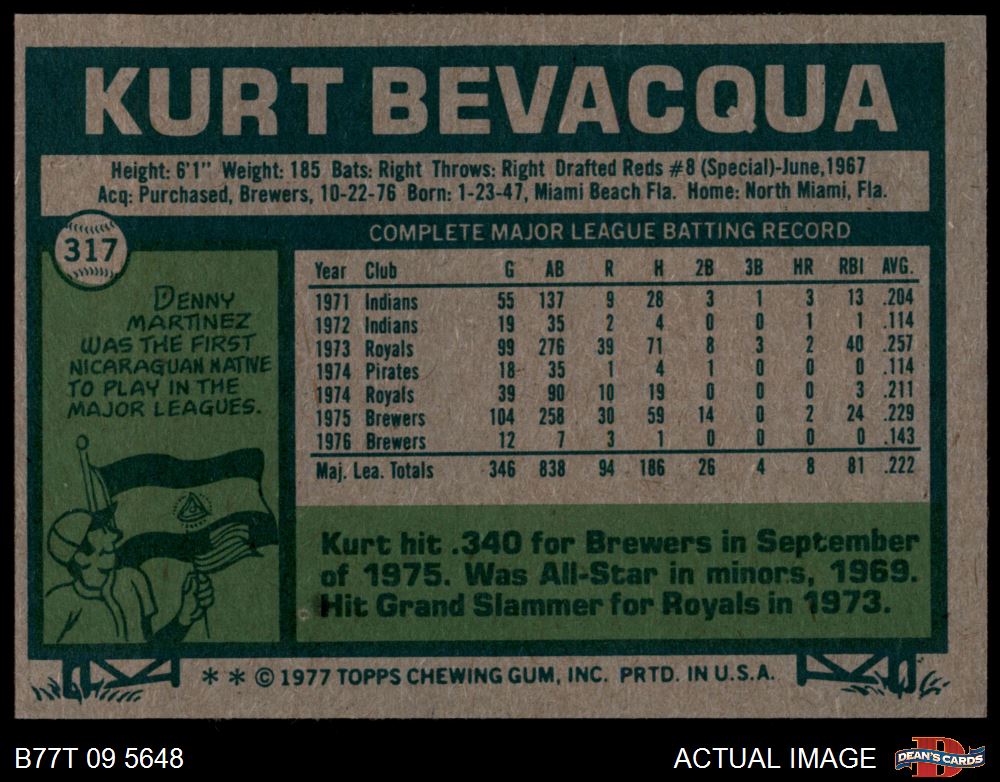 KURT BEVACQUA
Height: 6'1" Weight: 185 Bats: Right Throws: Right Drafted Reds #8 (Special)-June,1967
Acq: Purchased, Brewers, 10-22-76 Born: 1-23-47, Miami Beach Fla. Home: North Miami, Fla.
317
DENNY
MARTINEZ
WAS THE FIRST
NICARAGUAN NATIVE
TO PLAY IN THE
MAJOR LEAGUES.
COMPLETE MAJOR LEAGUE BATTING RECORD
Year Club G AB R H 2B 3B HR RBI AVG.
1971 Indians 55 137 9 28 3 1 3 13 .204
1972 Indians 19 35 2 4 0 0 1 1 .114
1973 Royals 99 276 39 71 8 3 2 40 .257
1974 Pirates 18 35 1 4 1 0 0 0 .114
1974 Royals 39 90 10 19 0 0 0 3 .211
1975 Brewers 104 258 30 59 14 0 2 24 .229
1976 Brewers 12 7 3 1 0 0 0 0 .143
Maj. Lea. Totals 346 838 94 186 26 4 8 81 .222
Kurt hit .340 for Brewers in September
of 1975. Was All-Star in minors, 1969.
Hit Grand Slammer for Royals in 1973.
** © 1977 TOPPS CHEWING GUM, INC. PRTD. IN U.S.A.
B77T 09 5648
ACTUAL IMAGE
D
DEAN'S CARDS